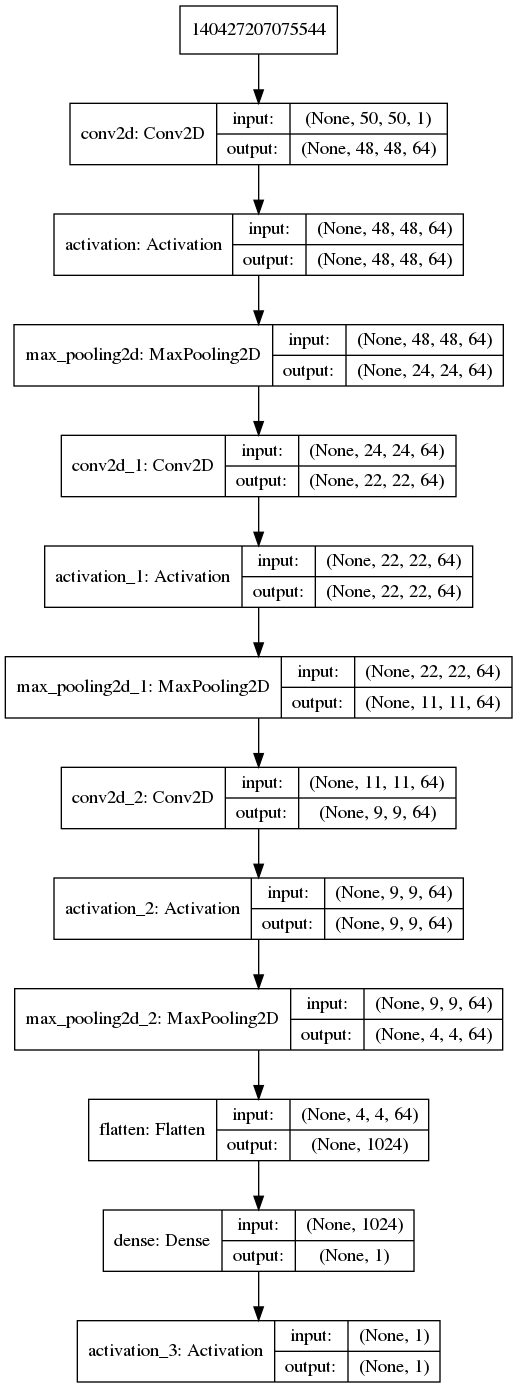 140427207075544
conv2d: Conv2D
input:
(None, 50, 50, 1)
output:
(None, 48, 48, 64)
activation: Activation
input:
(None, 48, 48, 64)
output:
(None, 48, 48, 64)
max_pooling2d: MaxPooling2D
input:
(None, 48, 48, 64)
output:
(None, 24, 24, 64)
conv2d_1: Conv2D
input:
(None, 24, 24, 64)
output:
(None, 22, 22, 64)
activation_1: Activation
input:
(None, 22, 22, 64)
output:
(None, 22, 22, 64)
max_pooling2d_1: MaxPooling2D
input:
(None, 22, 22, 64)
output:
(None, 11, 11, 64)
conv2d_2: Conv2D
input:
(None, 11, 11, 64)
output:
(None, 9, 9, 64)
activation_2: Activation
input:
(None, 9, 9, 64)
output:
(None, 9, 9, 64)
max_pooling2d_2: MaxPooling2D
input:
(None, 9, 9, 64)
output:
(None, 4, 4, 64)
flatten: Flatten
input:
(None, 4, 4, 64)
output:
(None, 1024)
dense: Dense
input:
(None, 1024)
output:
(None, 1)
activation_3: Activation
input:
(None, 1)
output:
(None, 1)